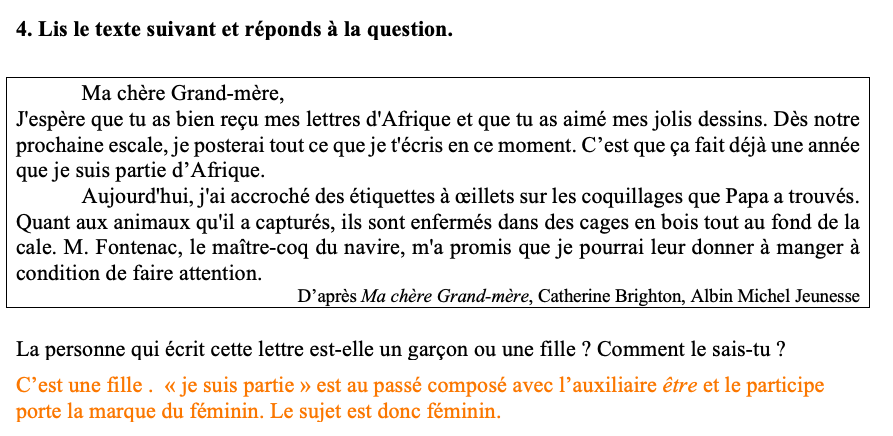 4. Lis le texte suivant et réponds à la question.
Ma chère Grand-mère,
J'espère que tu as bien reçu mes lettres d'Afrique et que tu as aimé mes jolis dessins. Dès notre
prochaine escale, je posterai tout ce que je t'écris en ce moment. C’est que ça fait déjà une année
que je suis partie d’Afrique.
Aujourd'hui, j'ai accroché des étiquettes à œillets sur les coquillages que Papa a trouvés.
Quant aux animaux qu'il a capturés, ils sont enfermés dans des cages en bois tout au fond de la
cale. M. Fontenac, le maître-coq du navire, m'a promis que je pourrai leur donner à manger à
condition de faire attention.
D’après Ma chère Grand-mère, Catherine Brighton, Albin Michel Jeunesse
La personne qui écrit cette lettre est-elle un garçon ou une fille ? Comment le sais-tu ?
C’est une fille . « je suis partie » est au passé composé avec l’auxiliaire être et le participe
porte la marque du féminin. Le sujet est donc féminin.